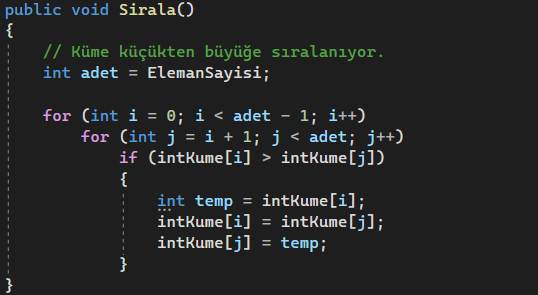 public void Sirala()
{
// Küme küçükten büyüğe sıralanıyor.
int adet = ElemanSayisi;
for (int i = 0; i < adet - 1; i++)
for (int j = i + 1; j < adet; j++)
if (intKume[i] > intKume[j])
{
int temp = intKume[i];
intKume[i] = intKume[j];
intKume[j] = temp;
}
}